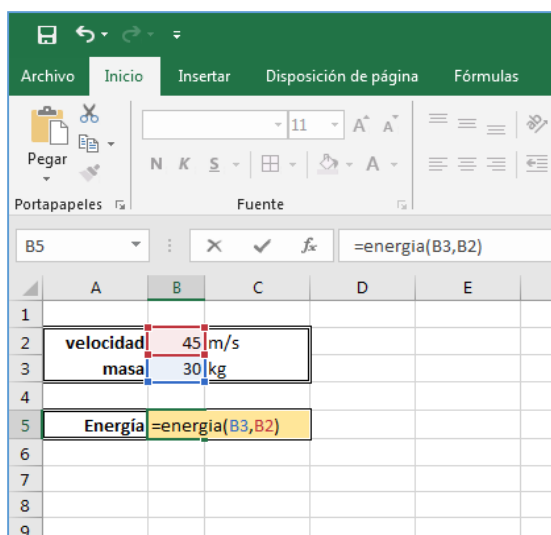 Archivo Inicio Insertar Disposición de página Fórmulas
Pegar
11 A A
N K S A
Portapapeles Fuente
B5 fx =energia(B3,B2)
A B C D E
1
2 velocidad 45 m/s
3 masa 30 kg
4
5 Energía =energia(B3,B2)
6
7
8
9